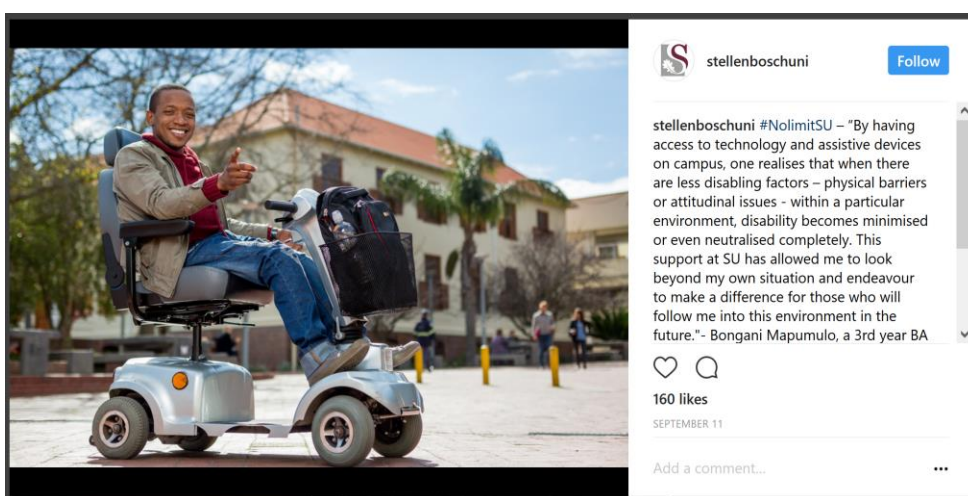 stellenboschuni
Follow
stellenboschuni #NolimitSU – "By having
access to technology and assistive devices
on campus, one realises that when there
are less disabling factors – physical barriers
or attitudinal issues - within a particular
environment, disability becomes minimised
or even neutralised completely. This
support at SU has allowed me to look
beyond my own situation and endeavour
to make a difference for those who will
follow me into this environment in the
future."- Bongani Mapumulo, a 3rd year BA
160 likes
SEPTEMBER 11
Add a comment...